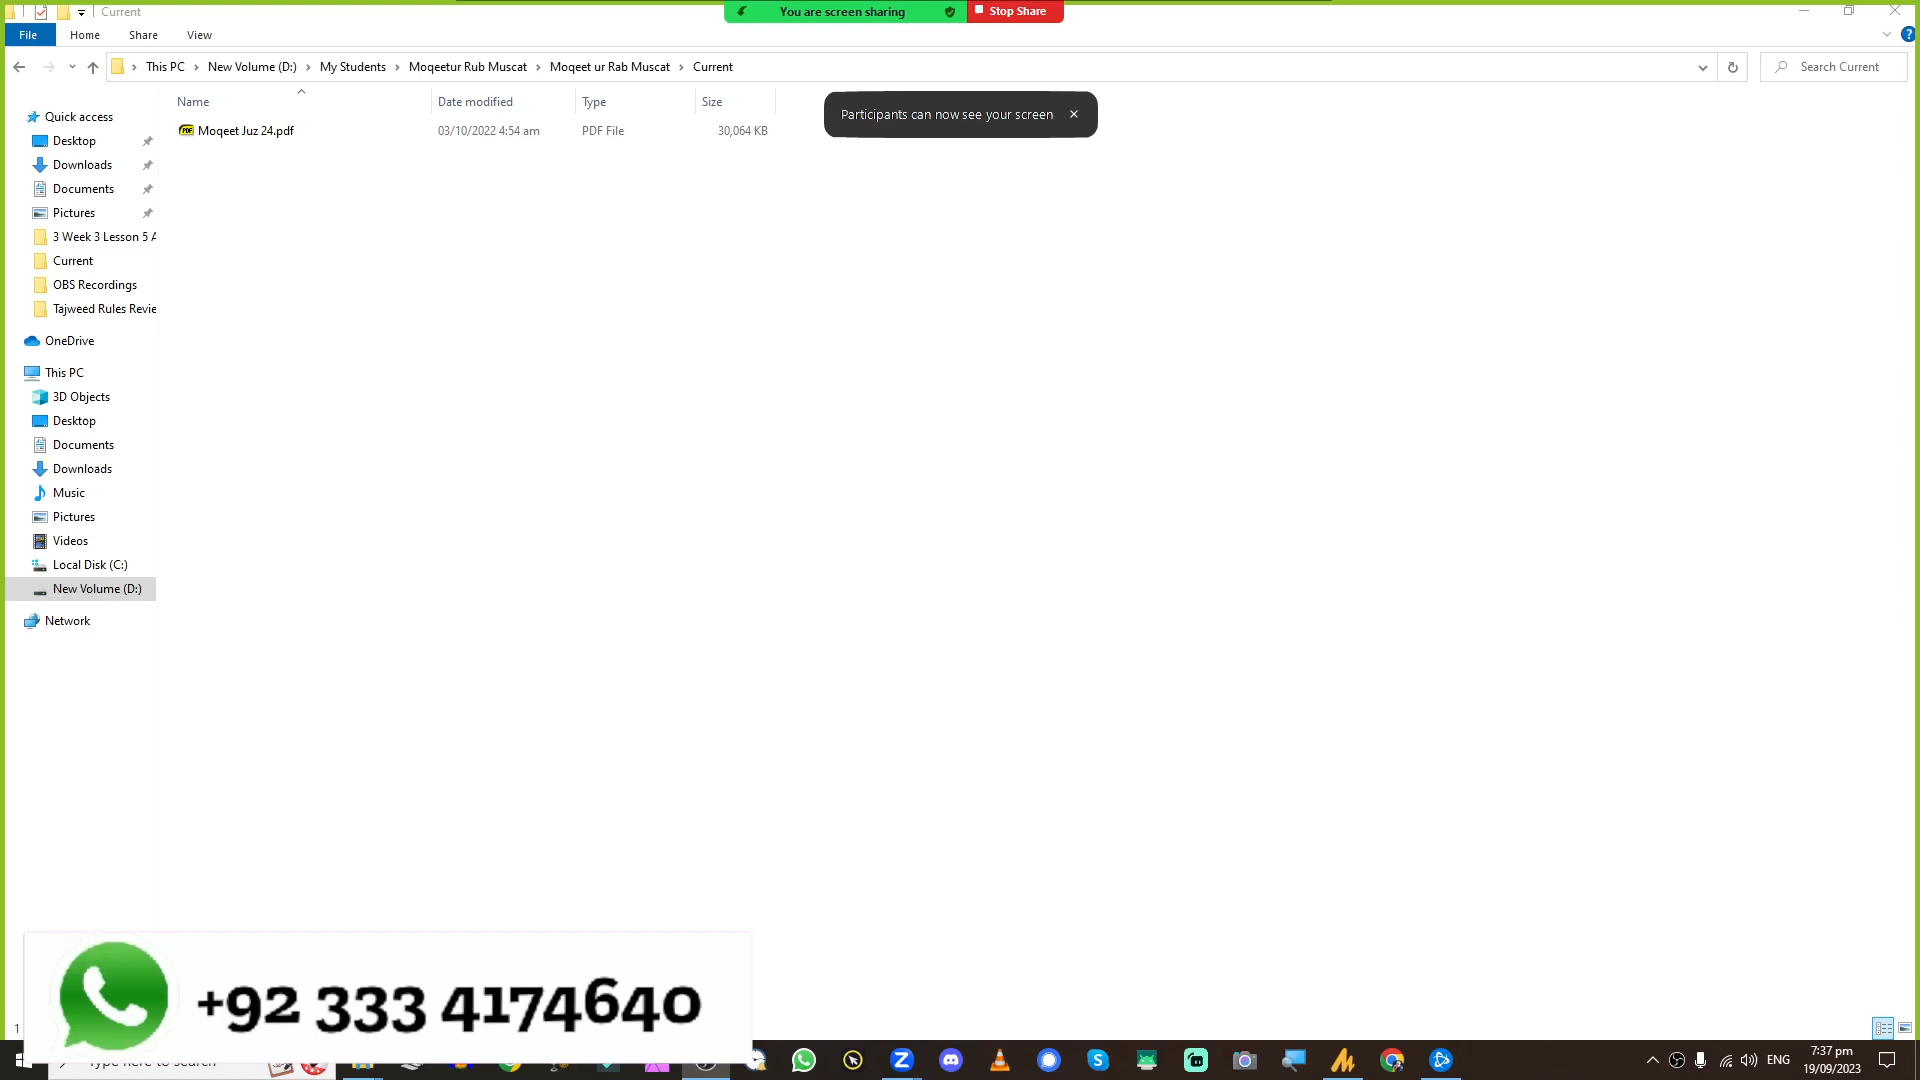 Current
You are screen sharing
Stop Share
File
Home
Share
View
This PC
New Volume (D:)
My Students
Moqeetur Rub Muscat
Moqeet ur Rab Muscat
Current
Search Current
Name
Date modified
Type
Size
Participants can now see your screen
Moqeet Juz 24.pdf
03/10/2022 4:54 am
PDF File
30,064 KB
Quick access
Desktop
Downloads
Documents
Pictures
3 Week 3 Lesson 5 A
Current
OBS Recordings
Tajweed Rules Revie
OneDrive
This PC
3D Objects
Desktop
Documents
Downloads
Music
Pictures
Videos
Local Disk (C:)
New Volume (D:)
Network
+92 333 4174640
1
Type here to search
ENG
7:37 pm
19/09/2023